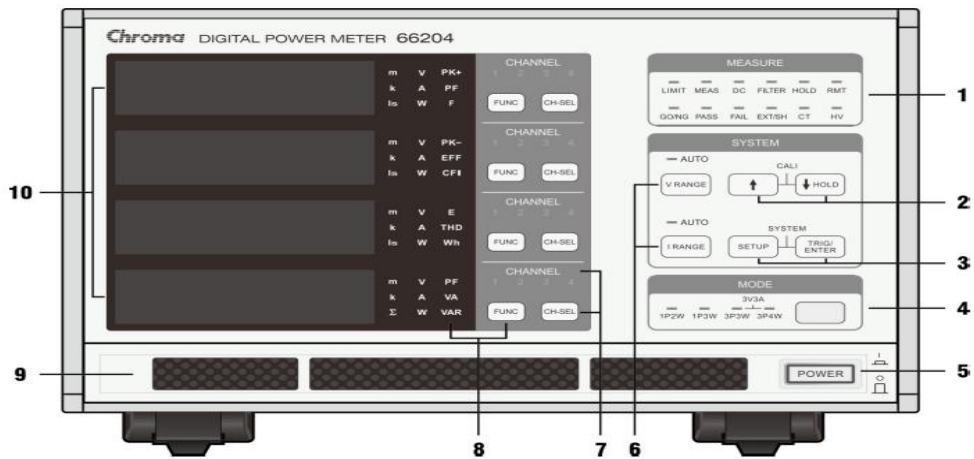 Chroma DIGITAL POWER METER 66204
m V PK+
k A PF
Is W F
CHANNEL
1 2 3 4
FUNC CH-SEL
m V PK–
k A EFF
Is W CFI
CHANNEL
1 2 3 4
FUNC CH-SEL
m V E
k A THD
Is W Wh
CHANNEL
1 2 3 4
FUNC CH-SEL
m V PF
k A VA
Σ W VAR
CHANNEL
1 2 3 4
FUNC CH-SEL
MEASURE
LIMIT MEAS DC FILTER HOLD RMT
GO/NG PASS FAIL EXT/SH CT HV
SYSTEM
AUTO
CALI
V RANGE ↑ ↓ HOLD
AUTO
SYSTEM
I RANGE SETUP TRIG/
ENTER
MODE
3V3A
1P2W 1P3W 3P3W 3P4W
POWER
1
2
3
4
5
6
7
8
9
10